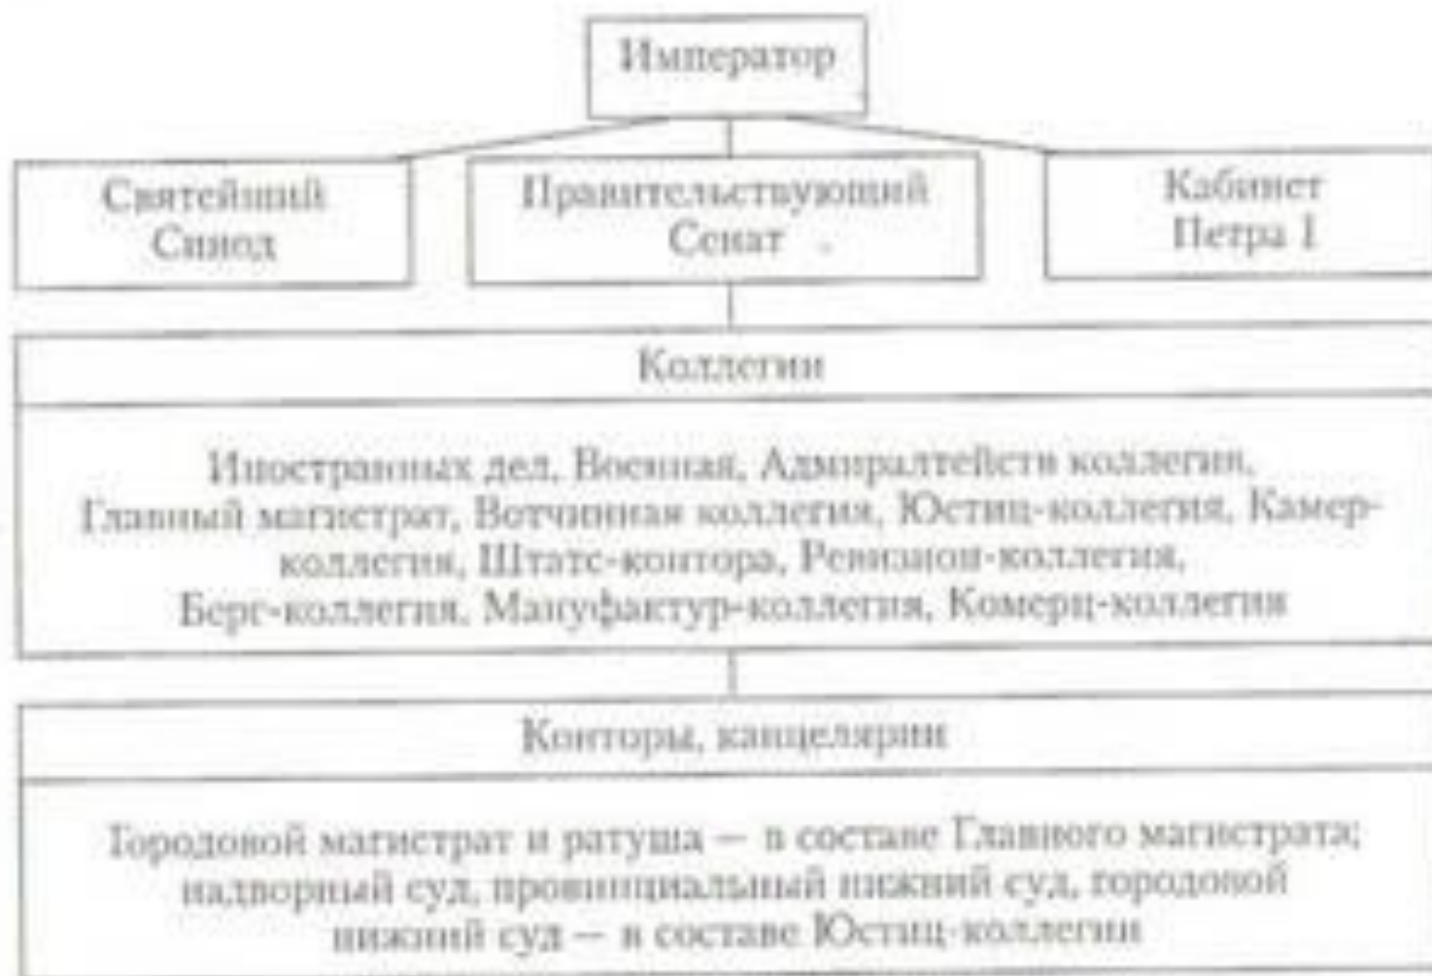 Император
Святейший
Синод
Правительствующий
Сенат
Кабинет
Петра I
Коллегии
Иностранных дел, Военная, Адмиралтейств коллегия,
Главный магистрат, Вотчинная коллегия, Юстиц-коллегия, Камер-
коллегия, Штатс-контора, Ревизион-коллегия,
Берг-коллегия, Мануфактур-коллегия, Комерц-коллегия
Конторы, канцелярии
Городовой магистрат и ратуша — в составе Главного магистрата;
надворный суд, провинциальный нижний суд, городовой
нижний суд — в составе Юстиц-коллегии